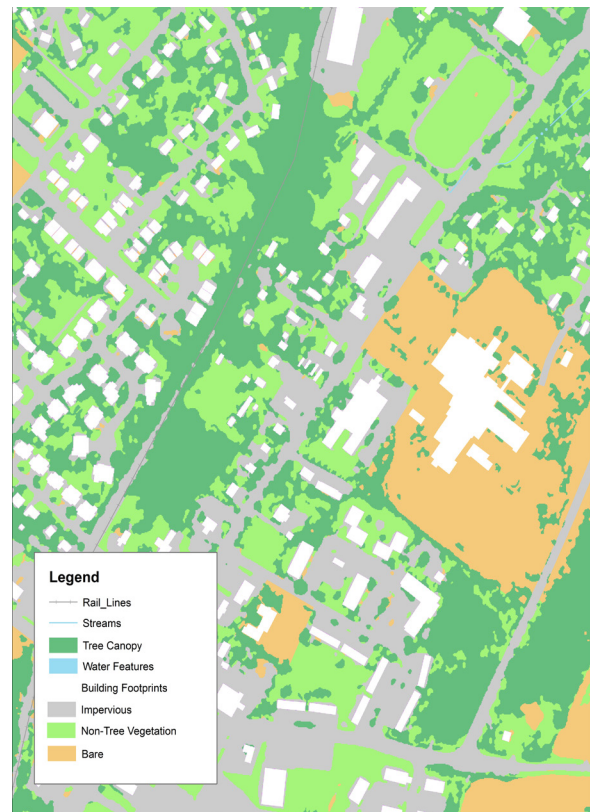 Legend
Rail_Lines
Streams
Tree Canopy
Water Features
Building Footprints
Impervious
Non-Tree Vegetation
Bare